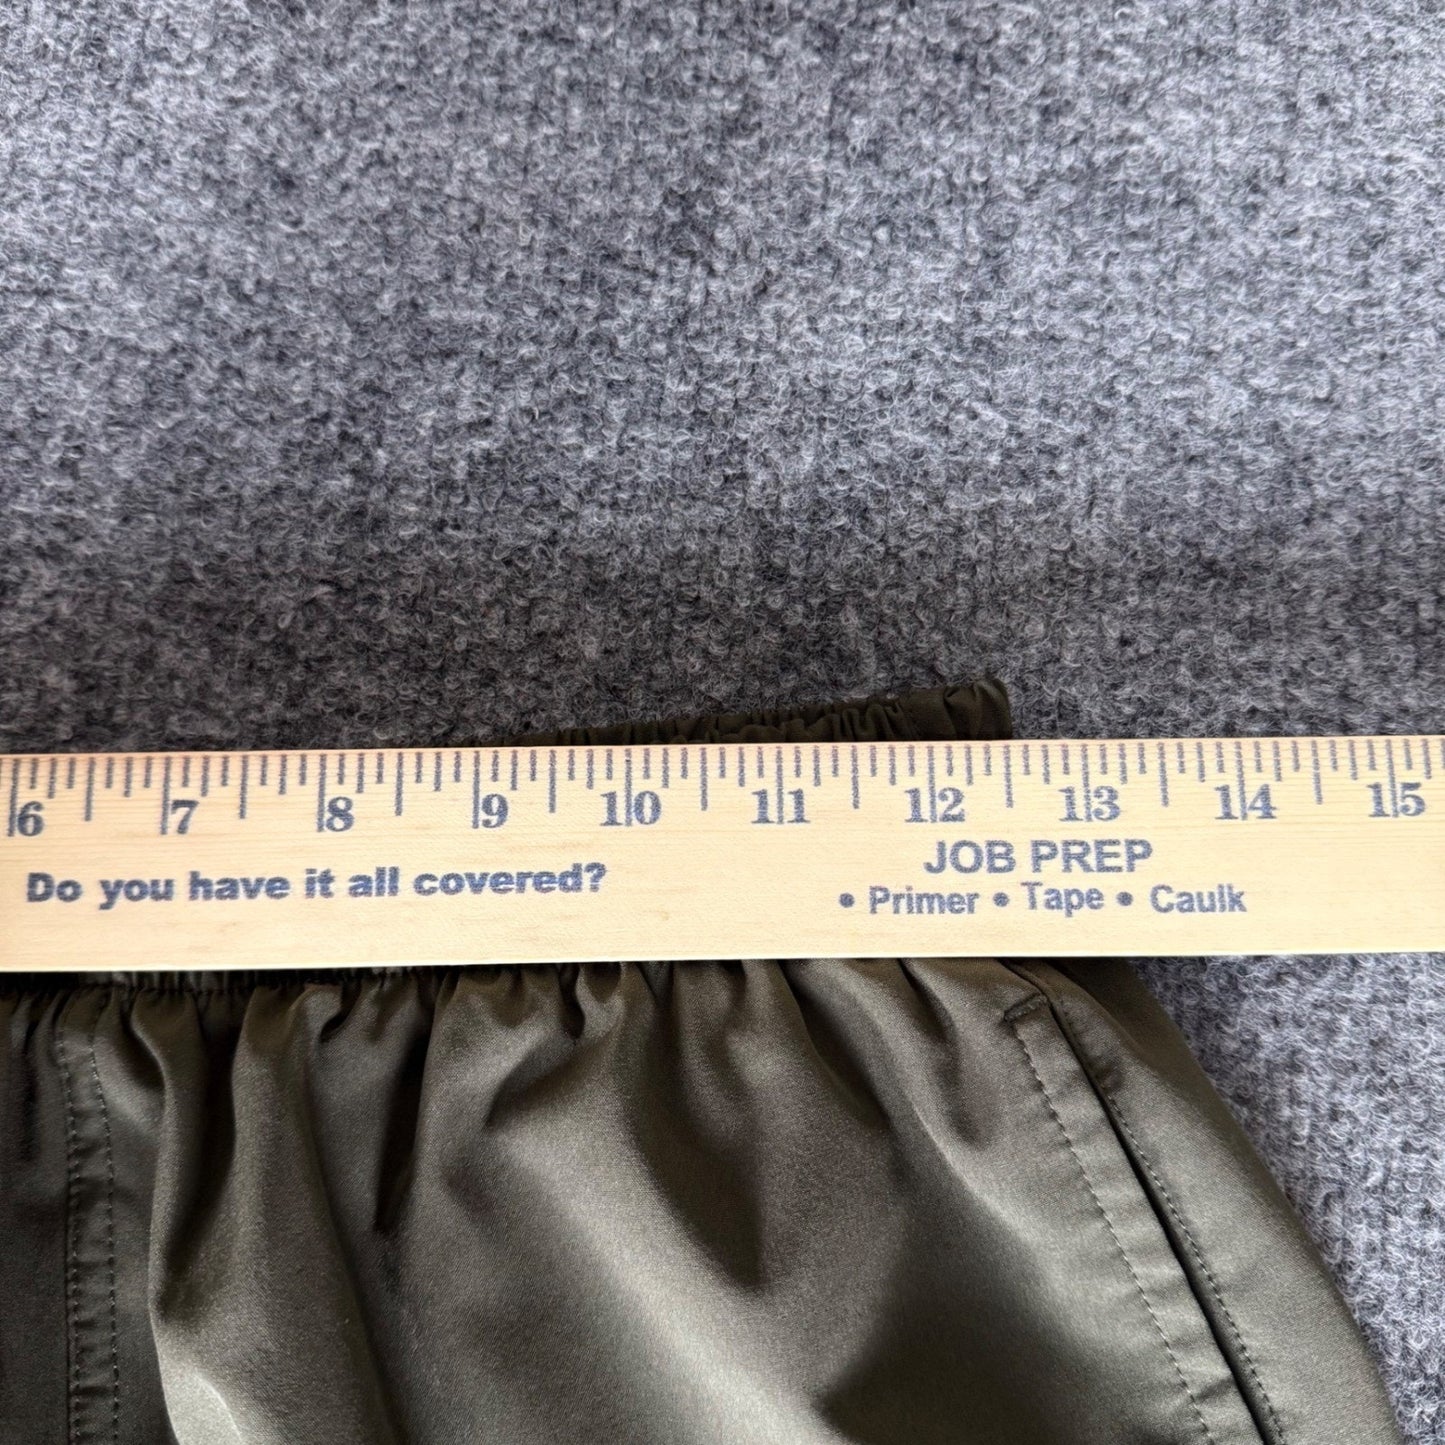 6 7 8 9 10 11 12 13 14 15
Do you have it all covered?
JOB PREP
• Primer • Tape • Caulk